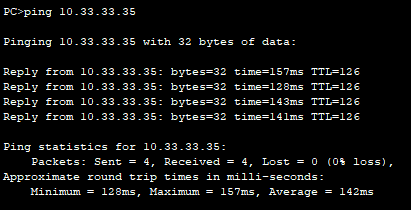 PC>ping 10.33.33.35
Pinging 10.33.33.35 with 32 bytes of data:
Reply from 10.33.33.35: bytes=32 time=157ms TTL=126
Reply from 10.33.33.35: bytes=32 time=128ms TTL=126
Reply from 10.33.33.35: bytes=32 time=143ms TTL=126
Reply from 10.33.33.35: bytes=32 time=141ms TTL=126
Ping statistics for 10.33.33.35:
Packets: Sent = 4, Received = 4, Lost = 0 (0% loss),
Approximate round trip times in milli-seconds:
Minimum = 128ms, Maximum = 157ms, Average = 142ms